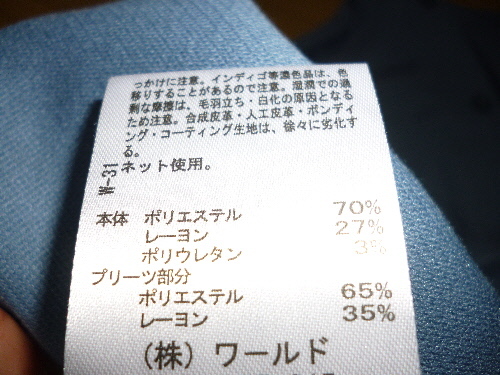 っかけに注意。インディゴ等濃色品は、色
移りすることがあるので注意。湿潤での過
剰な摩擦は、毛羽立ち・白化の原因となる
ため注意。合成皮革・人工皮革・ボンディ
ング・コーティング生地は、徐々に劣化す
る。
ネット使用。
W-31
本体 ポリエステル 70%
レーヨン 27%
ポリウレタン 3%
プリーツ部分
ポリエステル 65%
レーヨン 35%
(株) ワールド